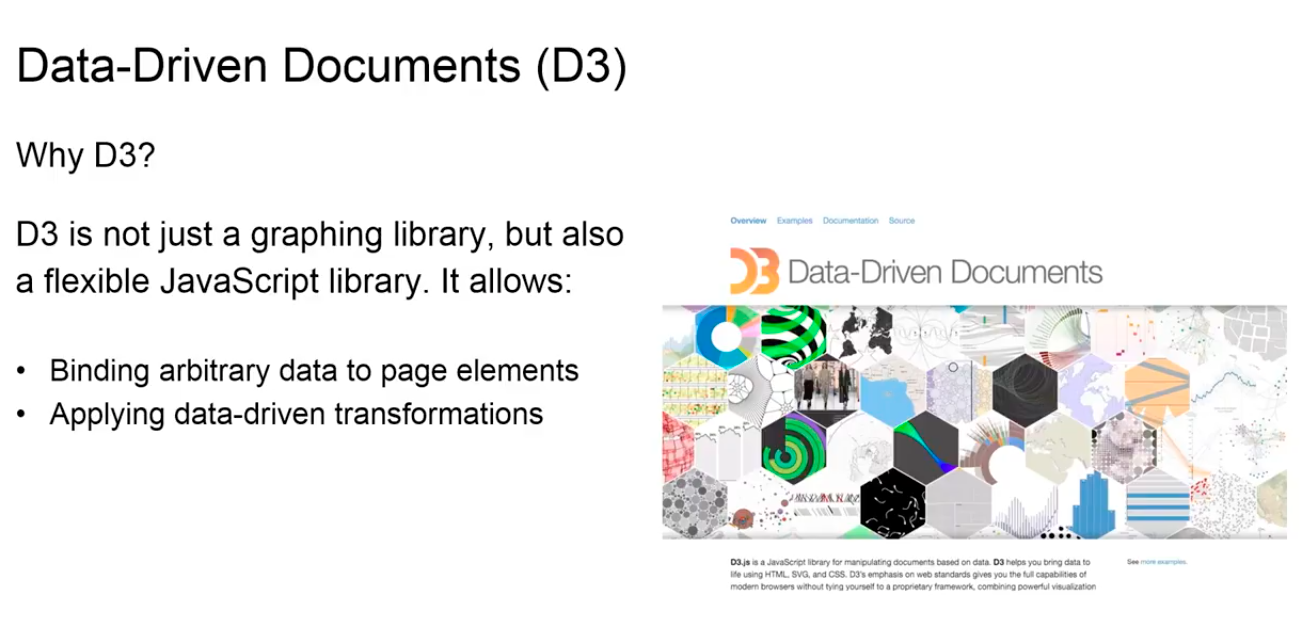 Data-Driven Documents (D3)
Why D3?
D3 is not just a graphing library, but also
a flexible JavaScript library. It allows:
• Binding arbitrary data to page elements
• Applying data-driven transformations
Overview Examples Documentation Source
D3 Data-Driven Documents
D3.js is a JavaScript library for manipulating documents based on data. D3 helps you bring data to
life using HTML, SVG, and CSS. D3's emphasis on web standards gives you the full capabilities of
modern browsers without tying yourself to a proprietary framework, combining powerful visualization
See more examples.